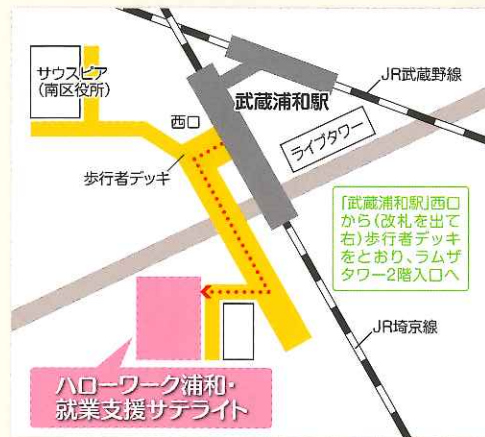 サウスピア
(南区役所)
武蔵浦和駅
JR武蔵野線
西口
ライブタワー
歩行者デッキ
「武蔵浦和駅」西口
から(改札を出て
右)歩行者デッキ
をとおり、ラムザ
タワー2階入口へ
JR埼京線
ハローワーク浦和・
就業支援サテライト